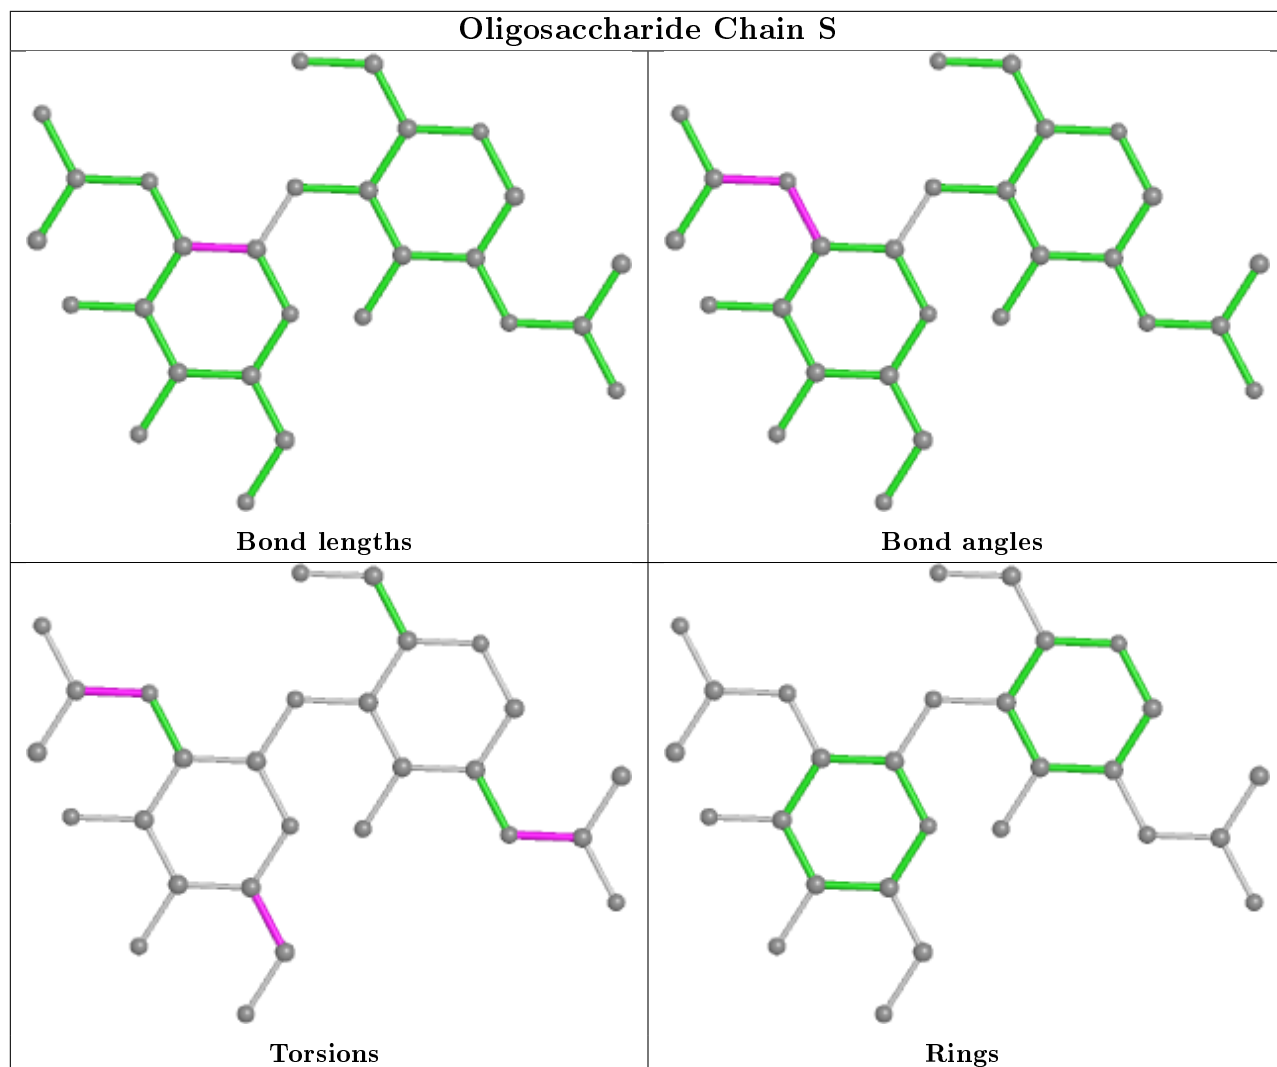 Oligosaccharide Chain S
Bond lengths
Bond angles
Torsions
Rings